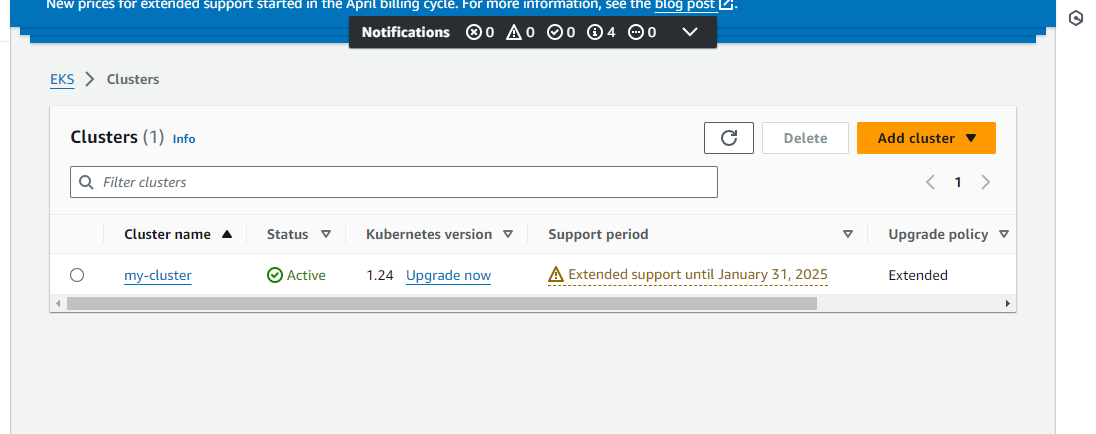 New prices for extended support started in the April billing cycle. For more information, see the blog post.
Notifications 0 0 0 4 0
EKS > Clusters
Clusters (1) Info
Delete
Add cluster
Filter clusters
1
Cluster name Status Kubernetes version Support period Upgrade policy
my-cluster Active 1.24 Upgrade now Extended support until January 31, 2025 Extended